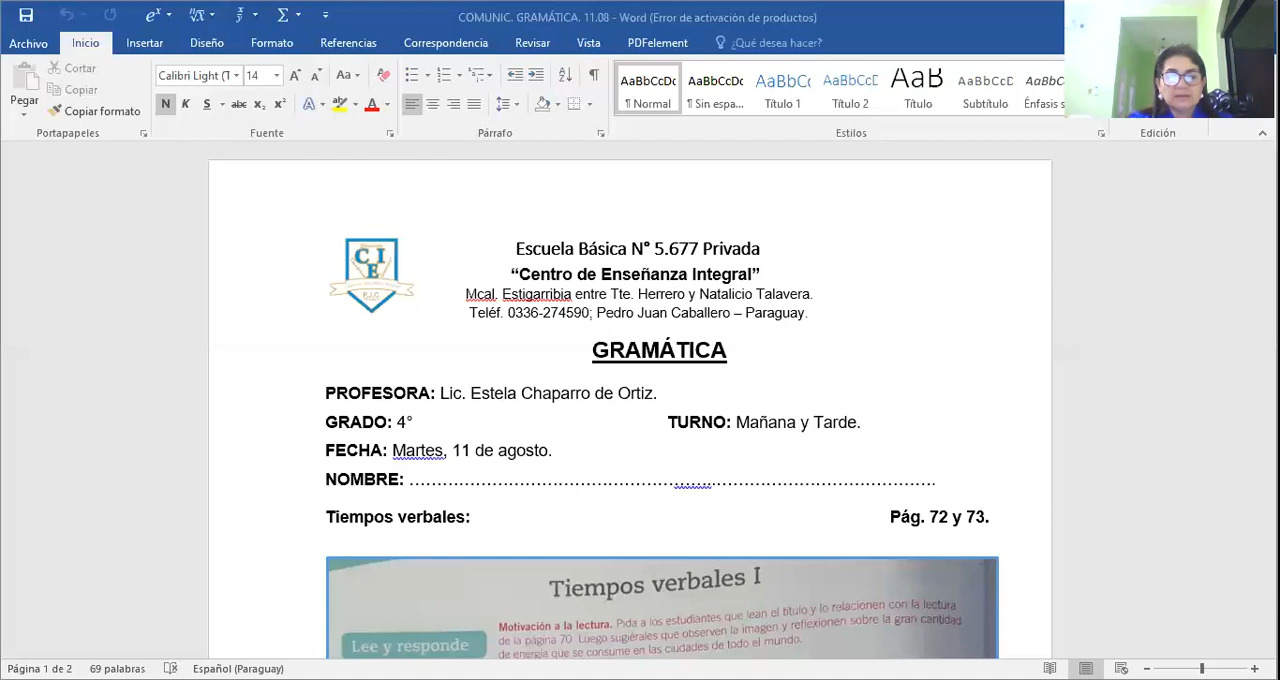 COMUNIC. GRAMÁTICA. 11.08 - Word (Error de activación de productos)
Archivo Inicio Insertar Diseño Formato Referencias Correspondencia Revisar Vista PDFelement ¿Qué desea hacer?
Pegar
Cortar
Copiar
Copiar formato
Portapapeles
Calibri Light (T 14
N K S abc x₂ x²
Fuente
Párrafo
AaBbCcDc AaBbCcDc AaBbC( AaBbCcD AaB AaBbCcD AaBbCc
¶ Normal ¶ Sin espa... Título 1 Título 2 Título Subtítulo Énfasis s
Estilos
Edición
C I
E
Escuela Básica N° 5.677 Privada
“Centro de Enseñanza Integral”
Mcal. Estigarribia entre Tte. Herrero y Natalicio Talavera.
Teléf. 0336-274590; Pedro Juan Caballero – Paraguay.
GRAMÁTICA
PROFESORA: Lic. Estela Chaparro de Ortiz.
GRADO: 4° TURNO: Mañana y Tarde.
FECHA: Martes, 11 de agosto.
NOMBRE: ……………………………………………………………………………………
Tiempos verbales: Pág. 72 y 73.
Tiempos verbales I
Lee y responde
Motivación a la lectura. Pida a los estudiantes que lean el título y lo relacionen con la lectura
de la página 70. Luego sugiérales que observen la imagen y reflexionen sobre la gran cantidad
de energía que se consume en las ciudades de todo el mundo.
Página 1 de 2 69 palabras Español (Paraguay)